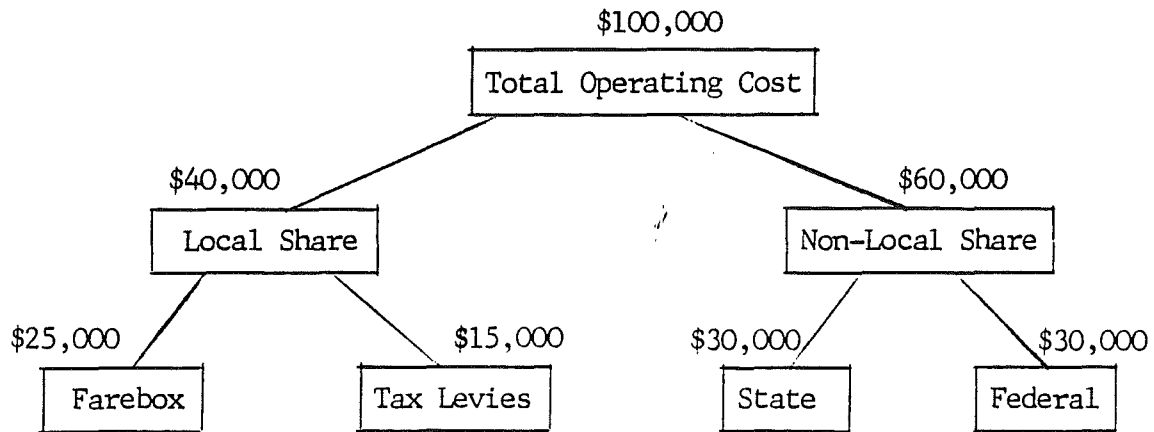 $100,000
Total Operating Cost
$40,000 $60,000
Local Share Non-Local Share
$25,000 $15,000 $30,000 $30,000
Farebox Tax Levies State Federal